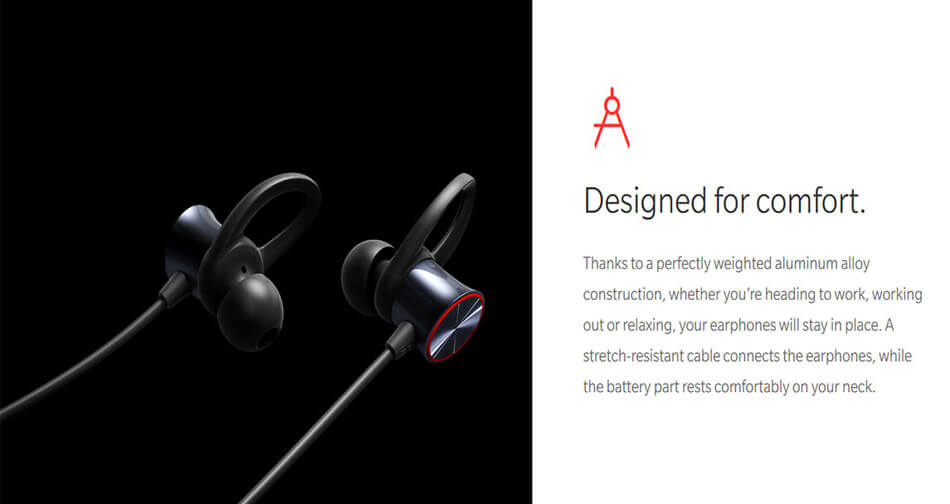 Designed for comfort.
Thanks to a perfectly weighted aluminum alloy
construction, whether you're heading to work, working
out or relaxing, your earphones will stay in place. A
stretch-resistant cable connects the earphones, while
the battery part rests comfortably on your neck.